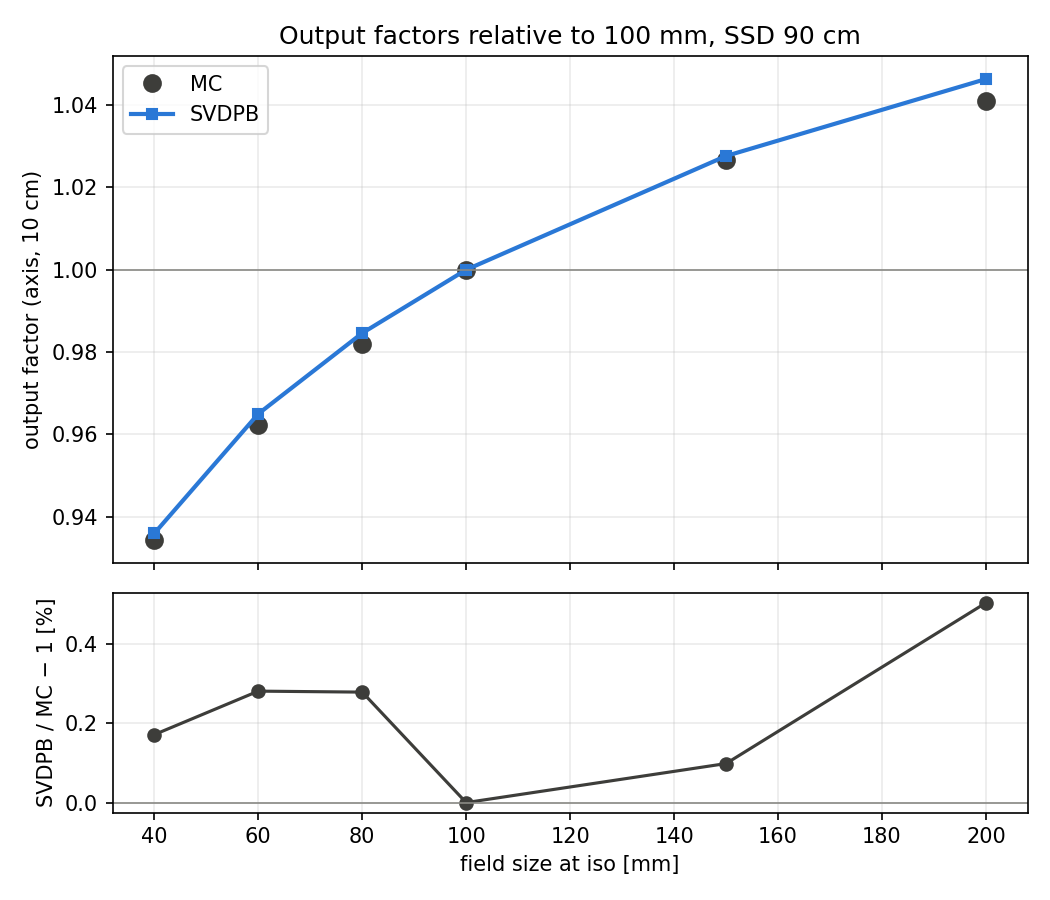 Output factors relative to 100 mm, SSD 90 cm
MC
SVDPB
output factor (axis, 10 cm)
1.04
1.02
1.00
0.98
0.96
0.94
SVDPB / MC − 1 [%]
0.4
0.2
0.0
40 60 80 100 120 140 160 180 200
field size at iso [mm]